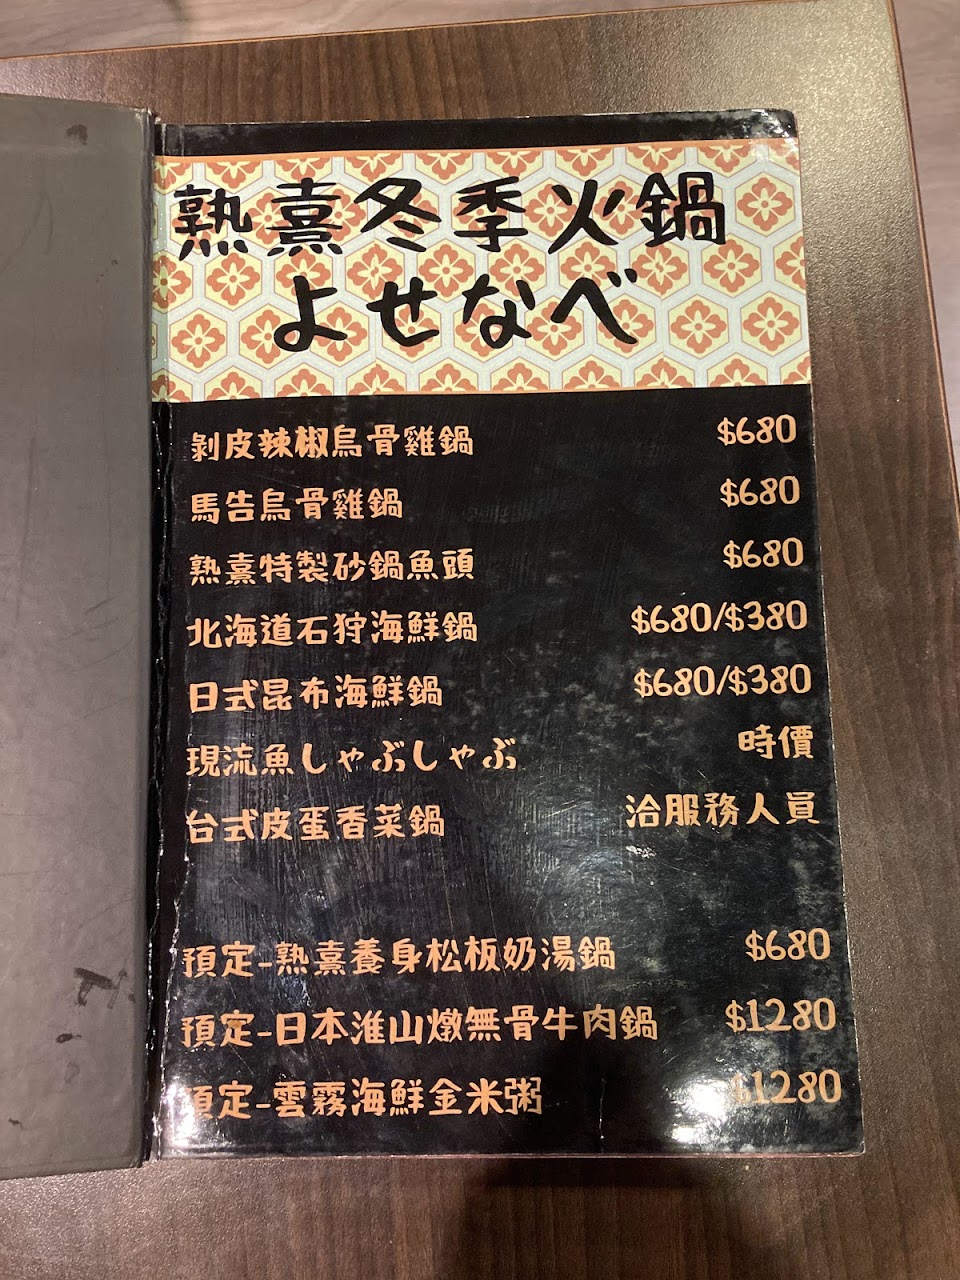 熟熹冬季火鍋
よせなべ
剝皮辣椒烏骨雞鍋 $680
馬告烏骨雞鍋 $680
熟熹特製砂鍋魚頭 $680
北海道石狩海鮮鍋 $680/$380
日式昆布海鮮鍋 $680/$380
現流魚しゃぶしゃぶ 時價
台式皮蛋香菜鍋 洽服務人員
預定-熟熹養身松板奶湯鍋 $680
預定-日本淮山燉無骨牛肉鍋 $1280
預定-雲霧海鮮金米粥 $1280